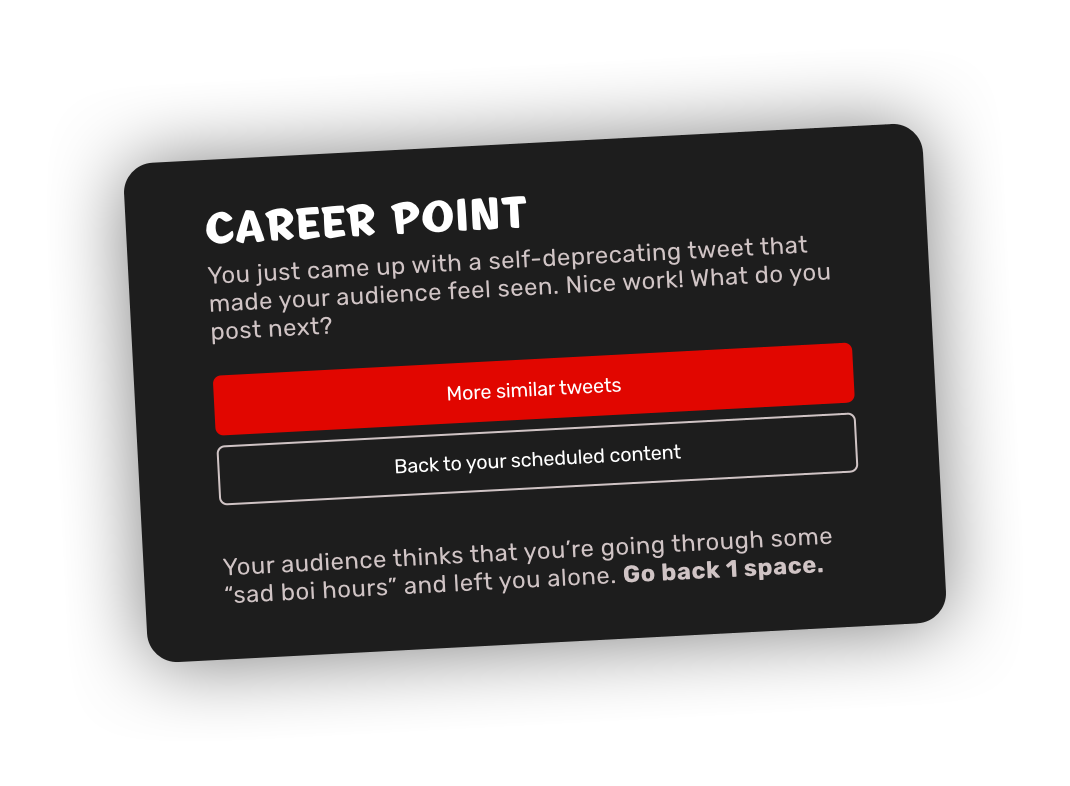 CAREER POINT
You just came up with a self-deprecating tweet that
made your audience feel seen. Nice work! What do you
post next?
More similar tweets
Back to your scheduled content
Your audience thinks that you’re going through some
“sad boi hours” and left you alone. Go back 1 space.